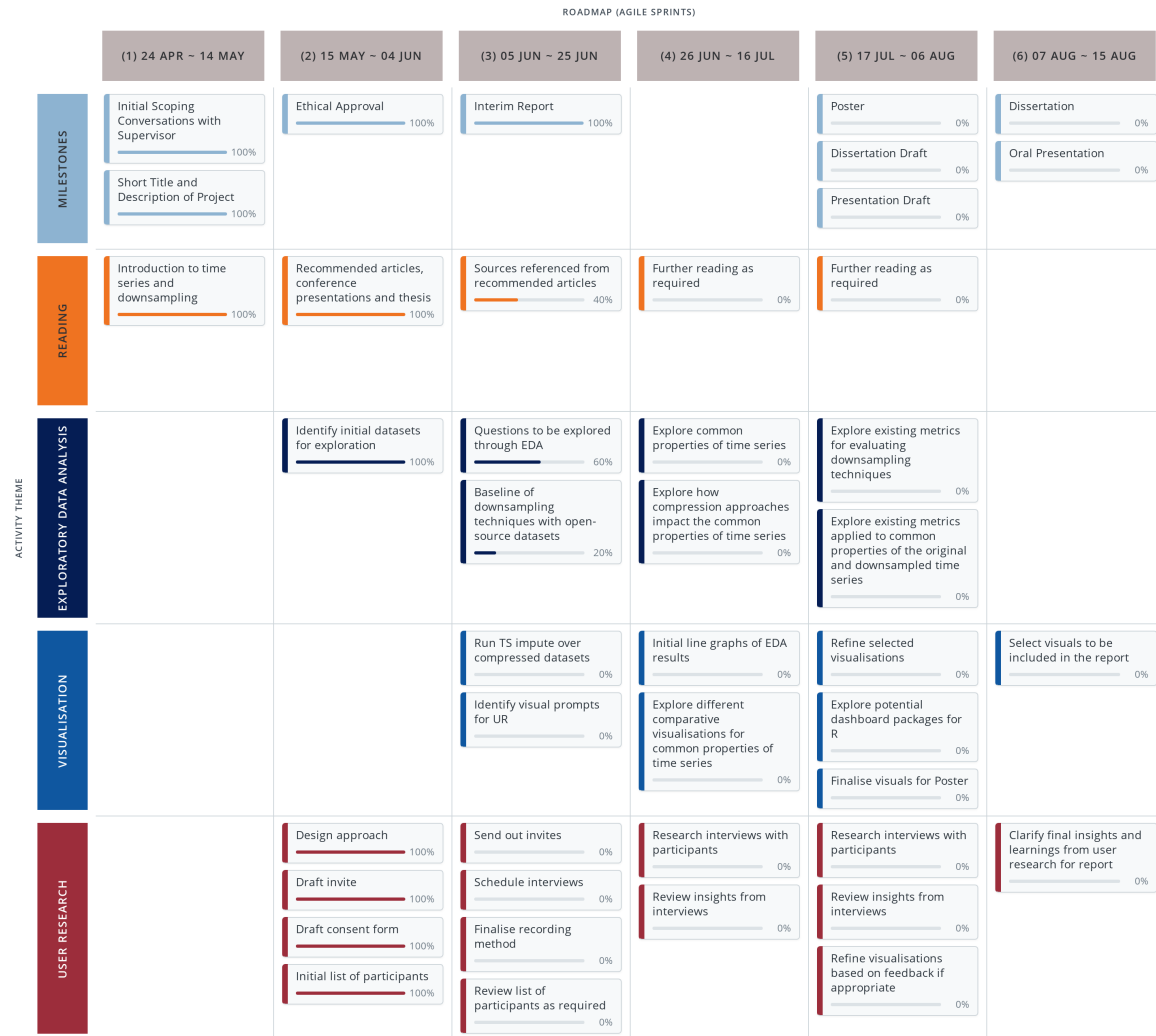 ROADMAP (AGILE SPRINTS)
(1) 24 APR ~ 14 MAY
(2) 15 MAY ~ 04 JUN
(3) 05 JUN ~ 25 JUN
(4) 26 JUN ~ 16 JUL
(5) 17 JUL ~ 06 AUG
(6) 07 AUG ~ 15 AUG
ACTIVITY THEME
MILESTONES
Initial Scoping
Conversations with
Supervisor
100%
Short Title and
Description of Project
100%
Ethical Approval
100%
Interim Report
100%
Poster
0%
Dissertation Draft
0%
Presentation Draft
0%
Dissertation
0%
Oral Presentation
0%
READING
Introduction to time
series and
downsampling
100%
Recommended articles,
conference
presentations and thesis
100%
Sources referenced from
recommended articles
40%
Further reading as
required
0%
Further reading as
required
0%
EXPLORATORY DATA ANALYSIS
Identify initial datasets
for exploration
100%
Questions to be explored
through EDA
60%
Baseline of
downsampling
techniques with open-
source datasets
20%
Explore common
properties of time series
0%
Explore how
compression approaches
impact the common
properties of time series
0%
Explore existing metrics
for evaluating
downsampling
techniques
0%
Explore existing metrics
applied to common
properties of the original
and downsampled time
series
0%
VISUALISATION
Run TS impute over
compressed datasets
0%
Identify visual prompts
for UR
0%
Initial line graphs of EDA
results
0%
Explore different
comparative
visualisations for
common properties of
time series
0%
Refine selected
visualisations
0%
Explore potential
dashboard packages for
R
0%
Finalise visuals for Poster
0%
Select visuals to be
included in the report
0%
USER RESEARCH
Design approach
100%
Draft invite
100%
Draft consent form
100%
Initial list of participants
100%
Send out invites
0%
Schedule interviews
0%
Finalise recording
method
0%
Review list of
participants as required
0%
Research interviews with
participants
0%
Review insights from
interviews
0%
Research interviews with
participants
0%
Review insights from
interviews
0%
Refine visualisations
based on feedback if
appropriate
0%
Clarify final insights and
learnings from user
research for report
0%